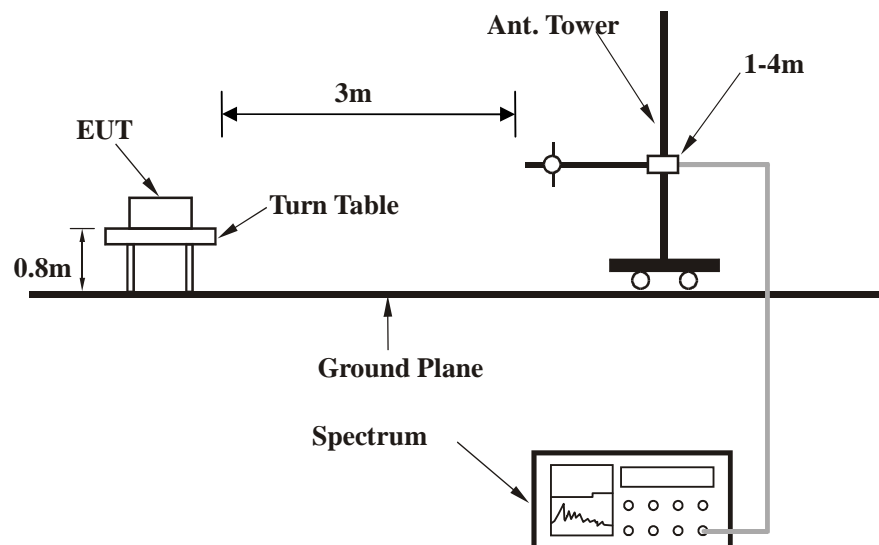 Ant. Tower
1-4m
3m
EUT
Turn Table
0.8m
Ground Plane
Spectrum